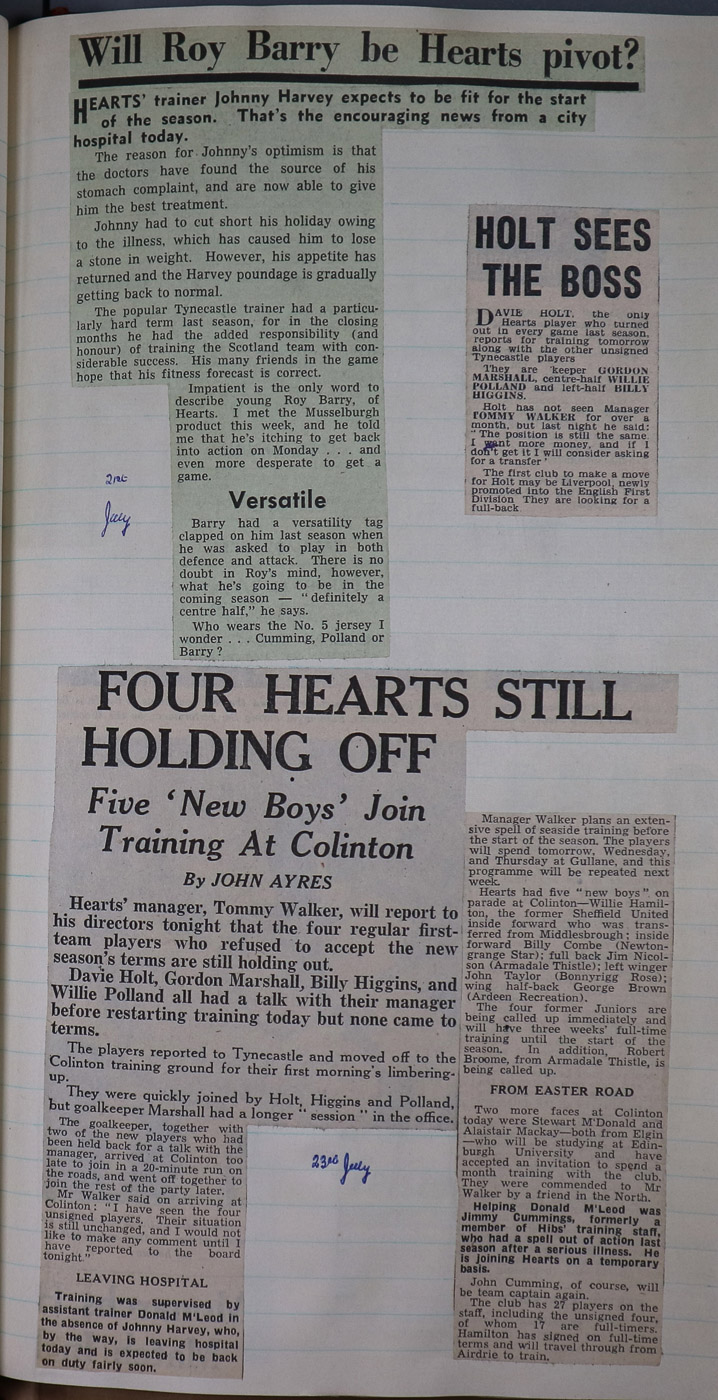 Will Roy Barry be Hearts pivot?
HEARTS' trainer Johnny Harvey expects to be fit for the start
of the season. That's the encouraging news from a city
hospital today.
The reason for Johnny's optimism is that
the doctors have found the source of his
stomach complaint, and are now able to give
him the best treatment.
Johnny had to cut short his holiday owing
to the illness, which has caused him to lose
a stone in weight. However, his appetite has
returned and the Harvey poundage is gradually
getting back to normal.
The popular Tynecastle trainer had a particu-
larly hard term last season, for in the closing
months he had the added responsibility (and
honour) of training the Scotland team with con-
siderable success. His many friends in the game
hope that his fitness forecast is correct.
Impatient is the only word to
describe young Roy Barry, of
Hearts. I met the Musselburgh
product this week, and he told
me that he's itching to get back
into action on Monday . . . and
even more desperate to get a
game.
Versatile
Barry had a versatility tag
clapped on him last season when
he was asked to play in both
defence and attack. There is no
doubt in Roy's mind, however,
what he's going to be in the
coming season — "definitely a
centre half," he says.
Who wears the No. 5 jersey I
wonder . . . Cumming, Polland or
Barry?
21st
July
HOLT SEES
THE BOSS
DAVIE HOLT, the only
Hearts player who turned
out in every game last season,
reports for training tomorrow
along with the other unsigned
Tynecastle players
They are 'keeper GORDON
MARSHALL, centre-half WILLIE
POLLAND and left-half BILLY
HIGGINS.
Holt has not seen Manager
TOMMY WALKER for over a
month, but last night he said:
"The position is still the same
I want more money, and if I
don't get it I will consider asking
for a transfer"
The first club to make a move
for Holt may be Liverpool, newly
promoted into the English First
Division They are looking for a
full-back
FOUR HEARTS STILL
HOLDING OFF
Five 'New Boys' Join
Training At Colinton
By JOHN AYRES
Hearts' manager, Tommy Walker, will report to
his directors tonight that the four regular first-
team players who refused to accept the new
season's terms are still holding out.
Davie Holt, Gordon Marshall, Billy Higgins, and
Willie Polland all had a talk with their manager
before restarting training today but none came to
terms.
The players reported to Tynecastle and moved off to the
Colinton training ground for their first morning's limbering-
up.
They were quickly joined by Holt, Higgins and Polland,
but goalkeeper Marshall had a longer "session" in the office.
The goalkeeper, together with
two of the new players who had
been held back for a talk with the
manager, arrived at Colinton too
late to join in a 20-minute run on
the roads, and went off together to
join the rest of the party later.
Mr Walker said on arriving at
Colinton: "I have seen the four
unsigned players. Their situation
is still unchanged, and I would not
like to make any comment until I
have reported to the board
tonight."
LEAVING HOSPITAL
Training was supervised by
assistant trainer Donald M'Leod in
the absence of Johnny Harvey, who,
by the way, is leaving hospital
today and is expected to be back
on duty fairly soon.
23rd July
Manager Walker plans an exten-
sive spell of seaside training before
the start of the season. The players
will spend tomorrow, Wednesday,
and Thursday at Gullane, and this
programme will be repeated next
week.
Hearts had five "new boys" on
parade at Colinton—Willie Hamil-
ton, the former Sheffield United
inside forward who was trans-
ferred from Middlesbrough; inside
forward Billy Combe (Newton-
grange Star); full back Jim Nicol-
son (Armadale Thistle); left winger
John Taylor (Bonnyrigg Rose);
wing half-back George Brown
(Ardeen Recreation).
The four former Juniors are
being called up immediately and
will have three weeks' full-time
training until the start of the
season. In addition, Robert
Broome, from Armadale Thistle, is
being called up.
FROM EASTER ROAD
Two more faces at Colinton
today were Stewart M'Donald and
Alaistair Mackay—both from Elgin
—who will be studying at Edin-
burgh University and have
accepted an invitation to spend a
month training with the club.
They were commended to Mr
Walker by a friend in the North.
Helping Donald M'Leod was
Jimmy Cummings, formerly a
member of Hibs' training staff,
who had a spell out of action last
season after a serious illness. He
is joining Hearts on a temporary
basis.
John Cumming, of course, will
be team captain again.
The club has 27 players on the
staff, including the unsigned four,
of whom 17 are full-timers.
Hamilton has signed on full-time
terms and will travel through from
Airdrie to train.